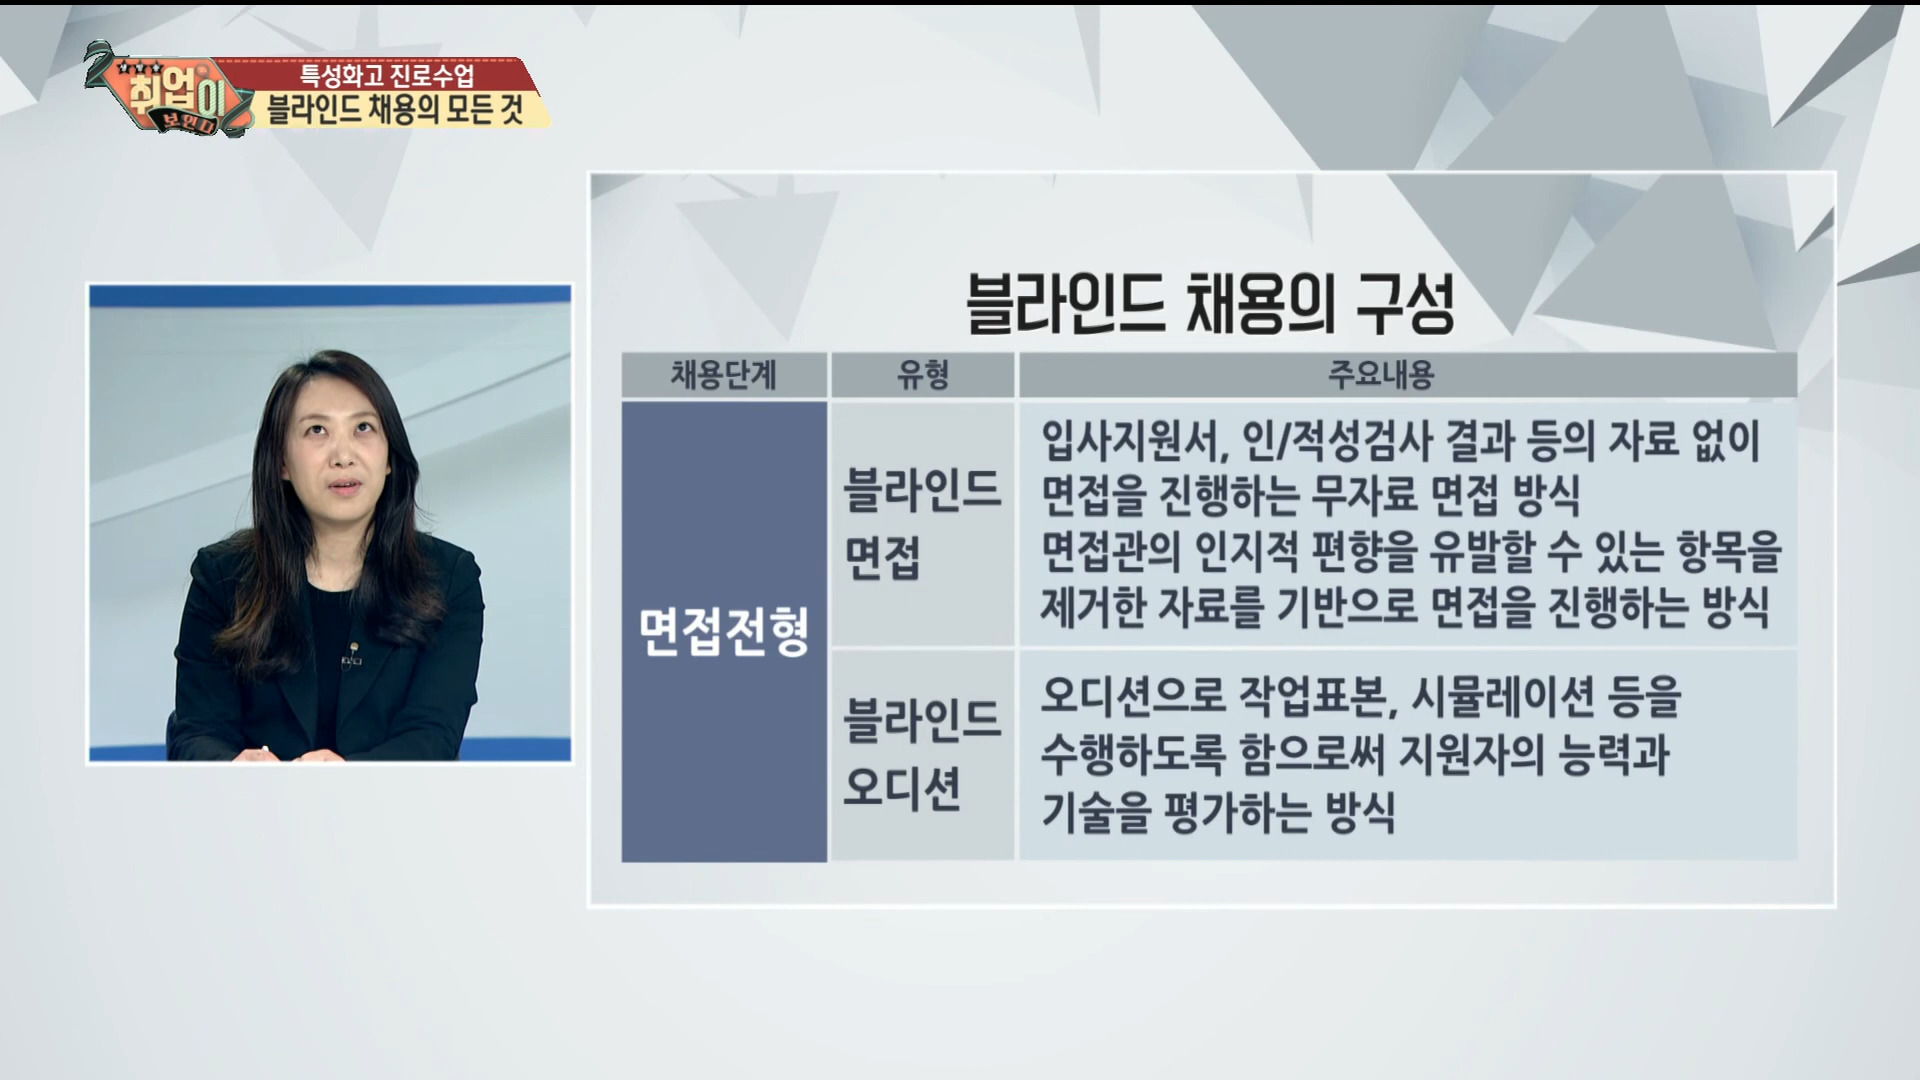 취업이
보인다
특성화고 진로수업
블라인드 채용의 모든 것
블라인드 채용의 구성
채용단계
유형
주요내용
면접전형
블라인드
면접
입사지원서, 인/적성검사 결과 등의 자료 없이
면접을 진행하는 무자료 면접 방식
면접관의 인지적 편향을 유발할 수 있는 항목을
제거한 자료를 기반으로 면접을 진행하는 방식
블라인드
오디션
오디션으로 작업표본, 시뮬레이션 등을
수행하도록 함으로써 지원자의 능력과
기술을 평가하는 방식